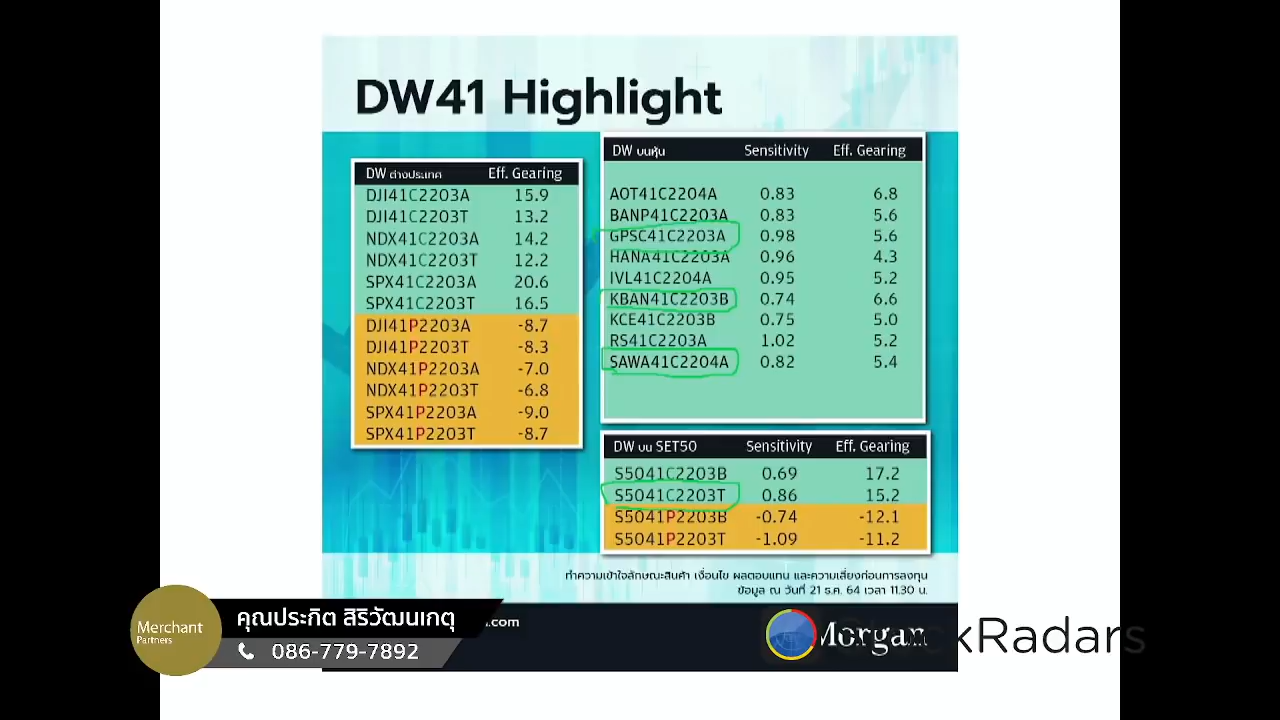 DW41 Highlight
DW ต่างประเทศ Eff. Gearing
DJI41C2203A 15.9
DJI41C2203T 13.2
NDX41C2203A 14.2
NDX41C2203T 12.2
SPX41C2203A 20.6
SPX41C2203T 16.5
DJI41P2203A -8.7
DJI41P2203T -8.3
NDX41P2203A -7.0
NDX41P2203T -6.8
SPX41P2203A -9.0
SPX41P2203T -8.7
DW บนหุ้น Sensitivity Eff. Gearing
AOT41C2204A 0.83 6.8
BANP41C2203A 0.83 5.6
GPSC41C2203A 0.98 5.6
HANA41C2203A 0.96 4.3
IVL41C2204A 0.95 5.2
KBAN41C2203B 0.74 6.6
KCE41C2203B 0.75 5.0
RS41C2203A 1.02 5.2
SAWA41C2204A 0.82 5.4
DW บน SET50 Sensitivity Eff. Gearing
S5041C2203B 0.69 17.2
S5041C2203T 0.86 15.2
S5041P2203B -0.74 -12.1
S5041P2203T -1.09 -11.2
ทำความเข้าใจลักษณะสินค้า เงื่อนไข ผลตอบแทน และความเสี่ยงก่อนการลงทุน
ข้อมูล ณ วันที่ 21 ธ.ค. 64 เวลา 11.30 น.
Merchant
Partners
คุณประกิต สิริวัฒนเกตุ
086-779-7892
.com
Morgan
kRadars